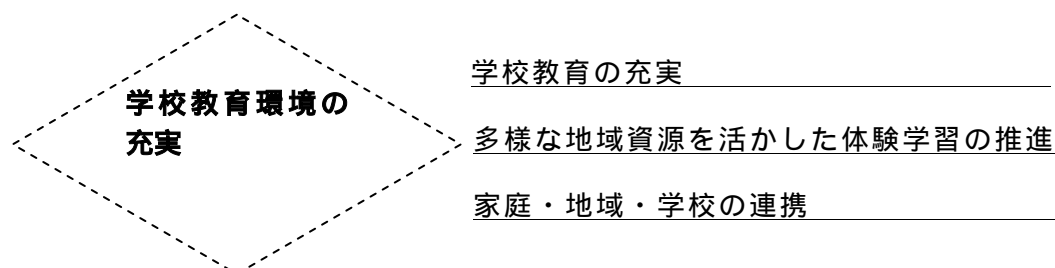 学校教育環境の
充実
学校教育の充実
多様な地域資源を活かした体験学習の推進
家庭・地域・学校の連携